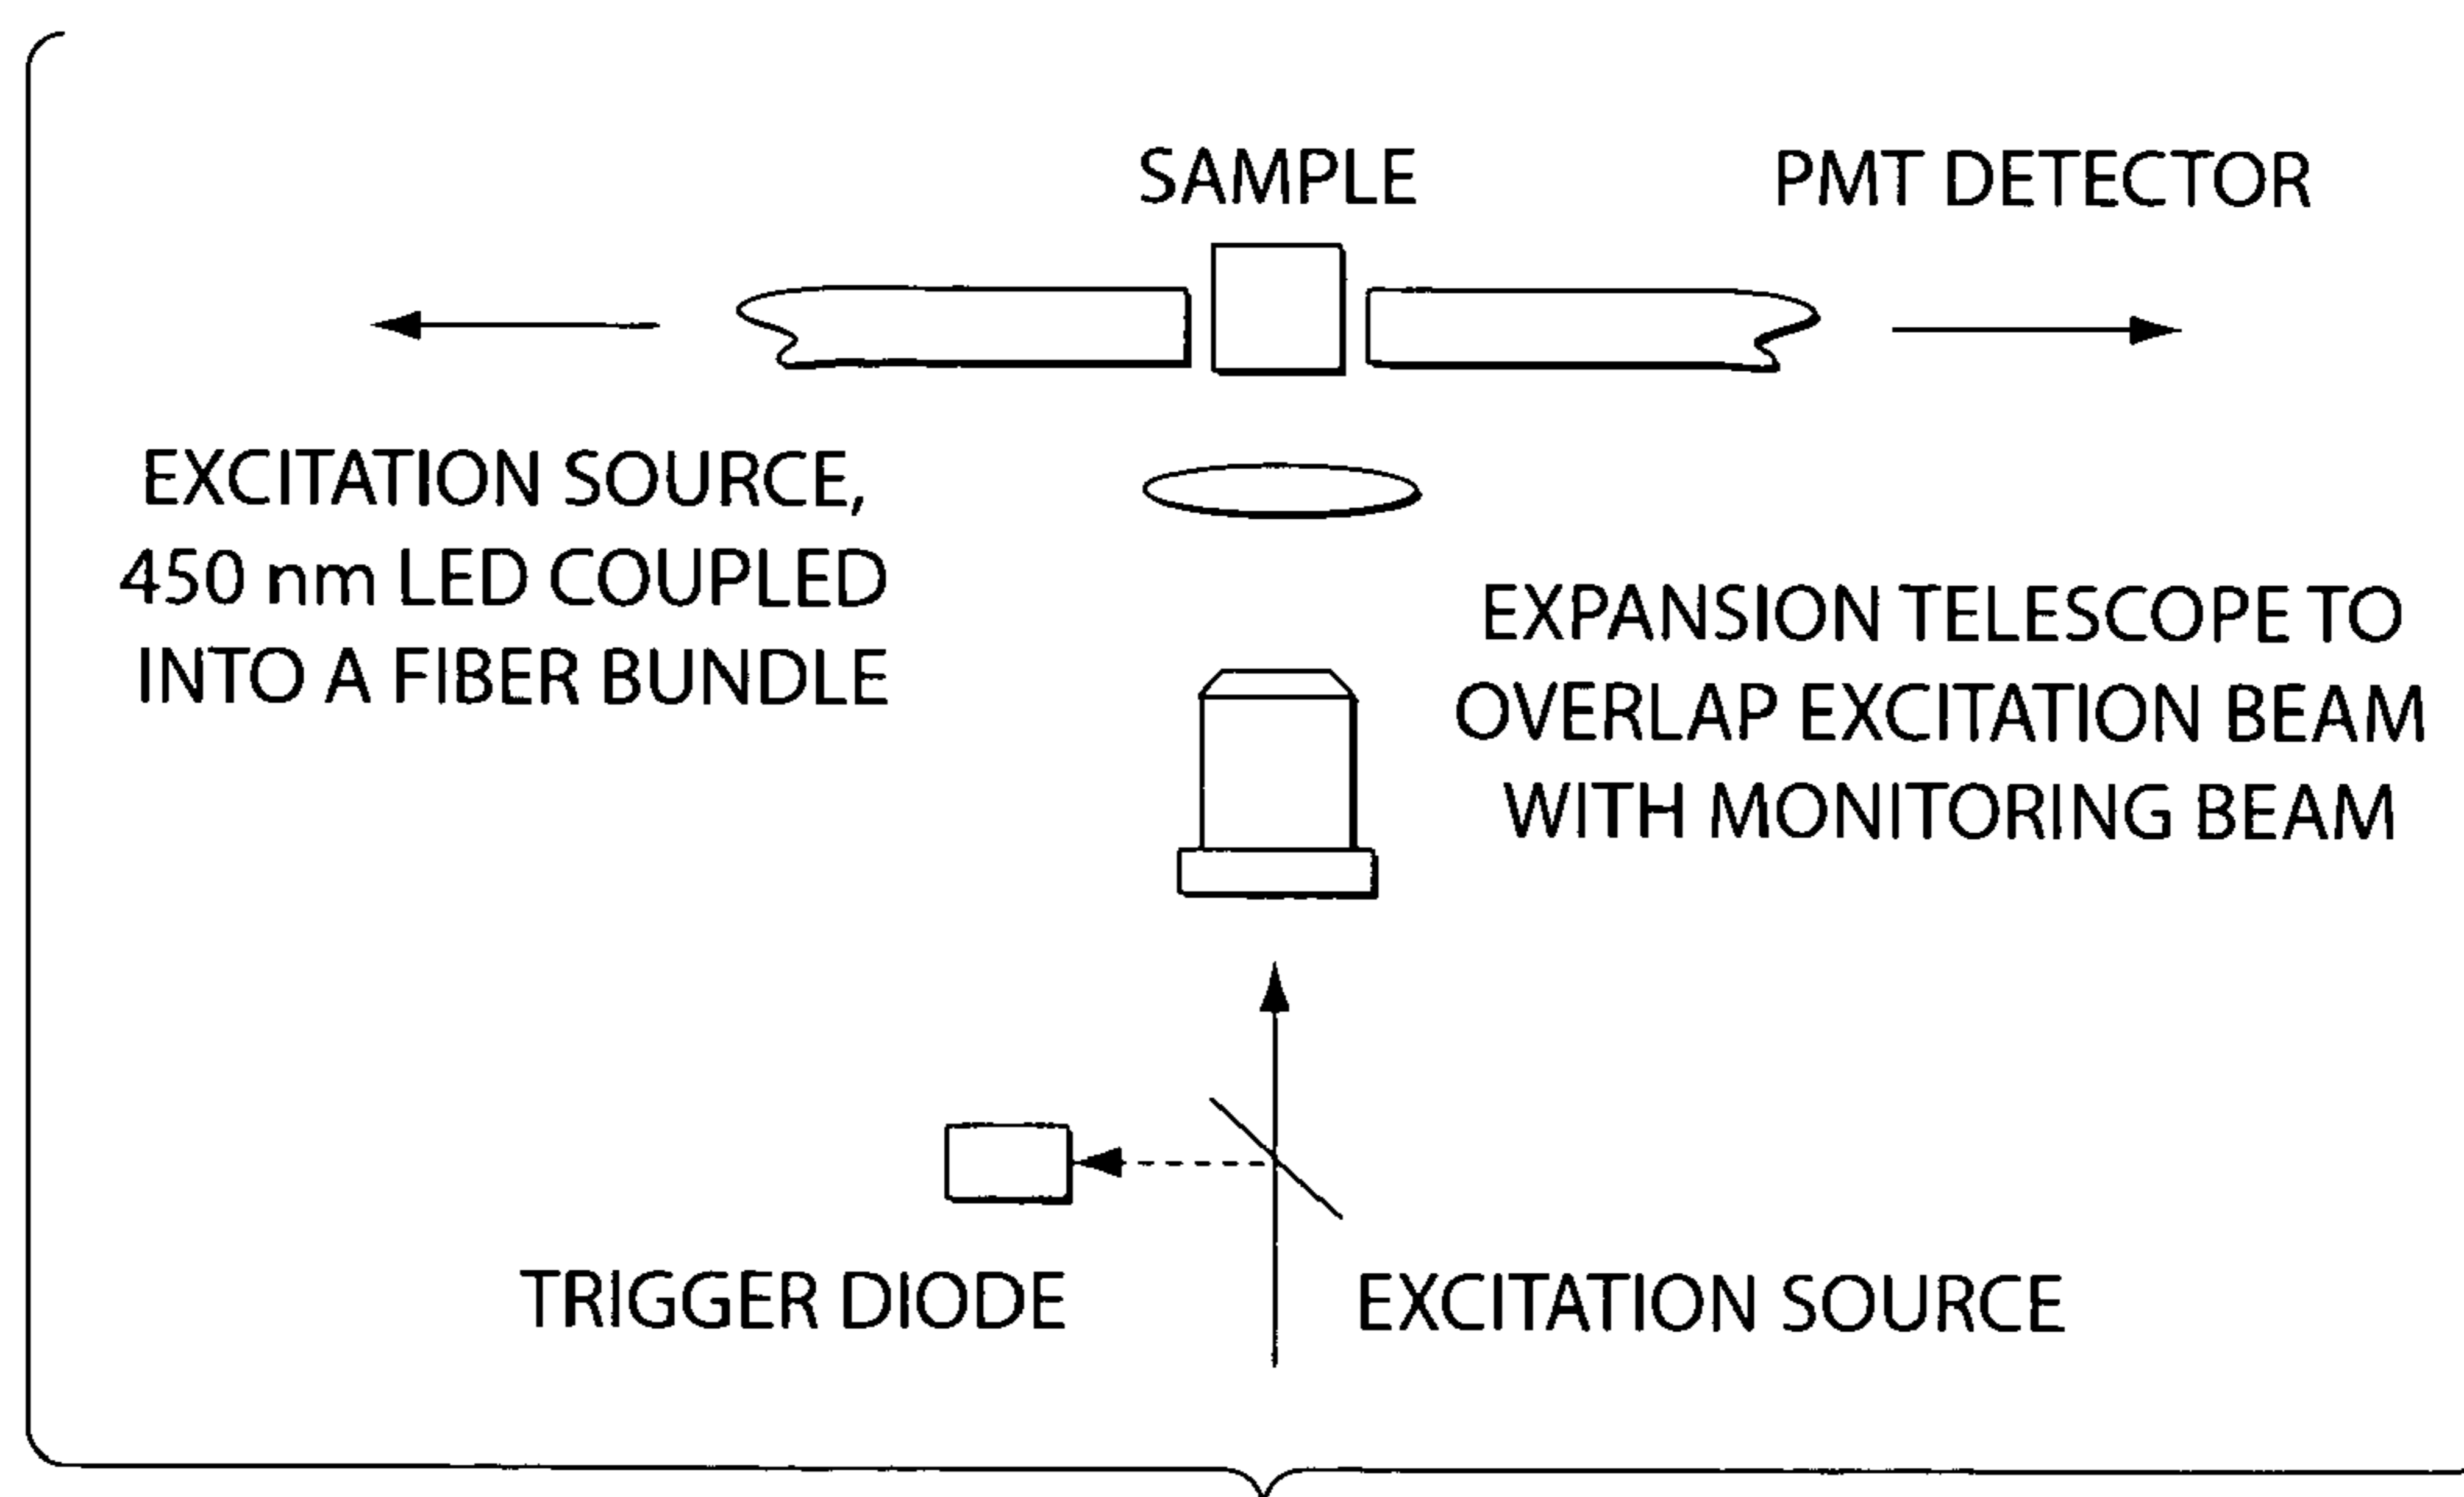 SAMPLE
PMT DETECTOR
EXCITATION SOURCE,
450 nm LED COUPLED
INTO A FIBER BUNDLE
EXPANSION TELESCOPE TO
OVERLAP EXCITATION BEAM
WITH MONITORING BEAM
TRIGGER DIODE
EXCITATION SOURCE